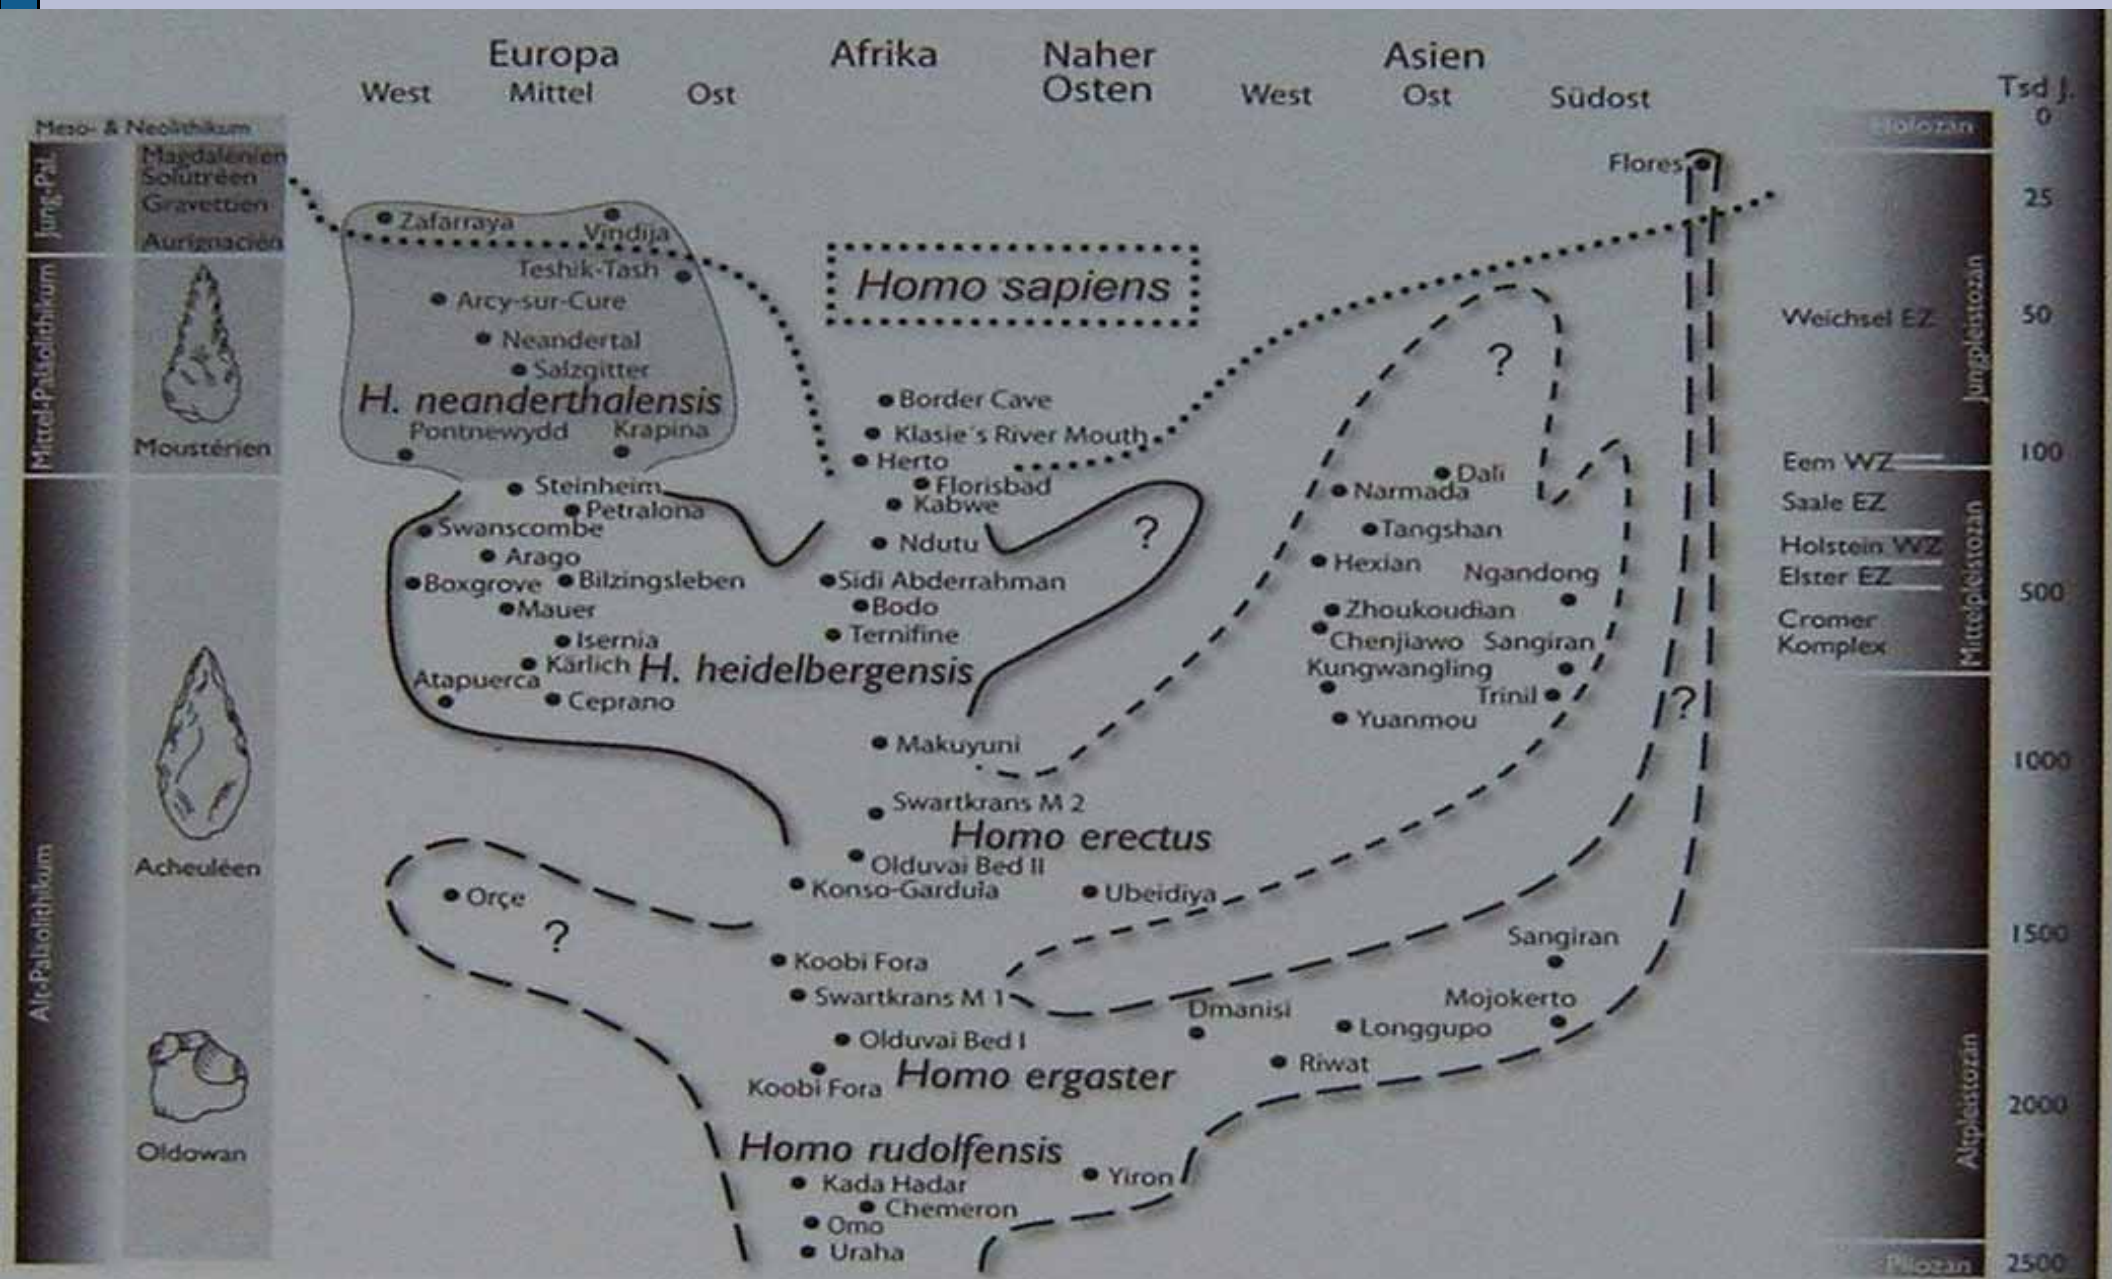 Europa
Afrika
Naher
Osten
Asien
West
Mittel
Ost
West
Ost
Südost
Tsd J.
Meso- & Neolithikum
Jung-Pal.
Magdalénien
Solutréen
Gravettien
Aurignacien
Mittel-Paläolithikum
Moustérien
Alt-Paläolithikum
Acheuléen
Oldowan
Flores
Zafarraya
Vindija
Teshik-Tash
Arcy-sur-Cure
Neandertal
Salzgitter
H. neanderthalensis
Pontnewydd
Krapina
Homo sapiens
Border Cave
Klasie´s River Mouth
Herto
Florisbad
Kabwe
Ndutu
Sidi Abderrahman
Bodo
Ternifine
Steinheim
Petralona
Swanscombe
Arago
Boxgrove
Bilzingsleben
Mauer
Isernia
Kärlich
H. heidelbergensis
Atapuerca
Ceprano
?
?
Dali
Narmada
Tangshan
Hexian
Ngandong
Zhoukoudian
Chenjiawo
Sangiran
Kungwangling
Trinil
Yuanmou
?
Makuyuni
Swartkrans M 2
Homo erectus
Olduvai Bed II
Konso-Gardula
Ubeidiya
Orçe
?
Koobi Fora
Swartkrans M 1
Sangiran
Mojokerto
Dmanisi
Longgupo
Riwat
Olduvai Bed I
Koobi Fora
Homo ergaster
Homo rudolfensis
Kada Hadar
Yiron
Chemeron
Omo
Uraha
Holozän
Weichsel EZ
Jungpleistozän
Eem WZ
Saale EZ
Holstein WZ
Elster EZ
Cromer
Komplex
Mittelpleistozän
Altpleistozän
Pliozän
0
25
50
100
500
1000
1500
2000
2500